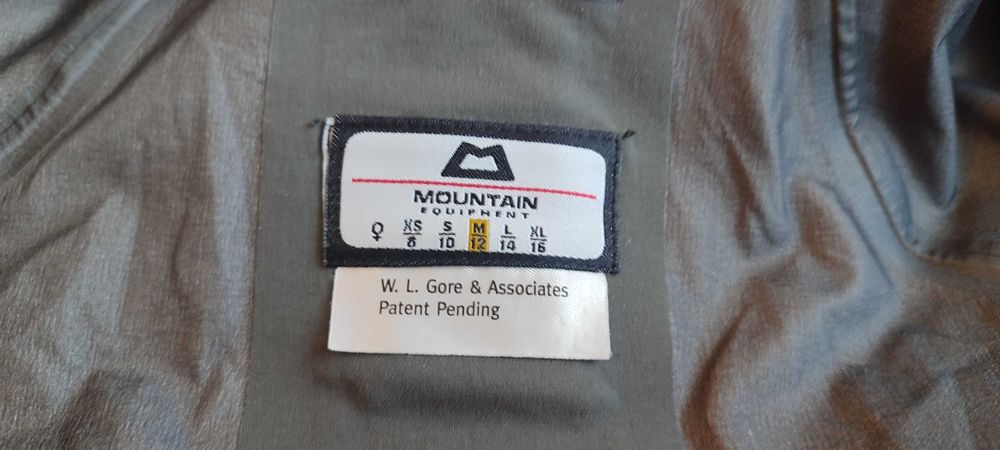 MOUNTAIN
EQUIPMENT
♀ XS S M L XL
8 10 12 14 16
W. L. Gore & Associates
Patent Pending